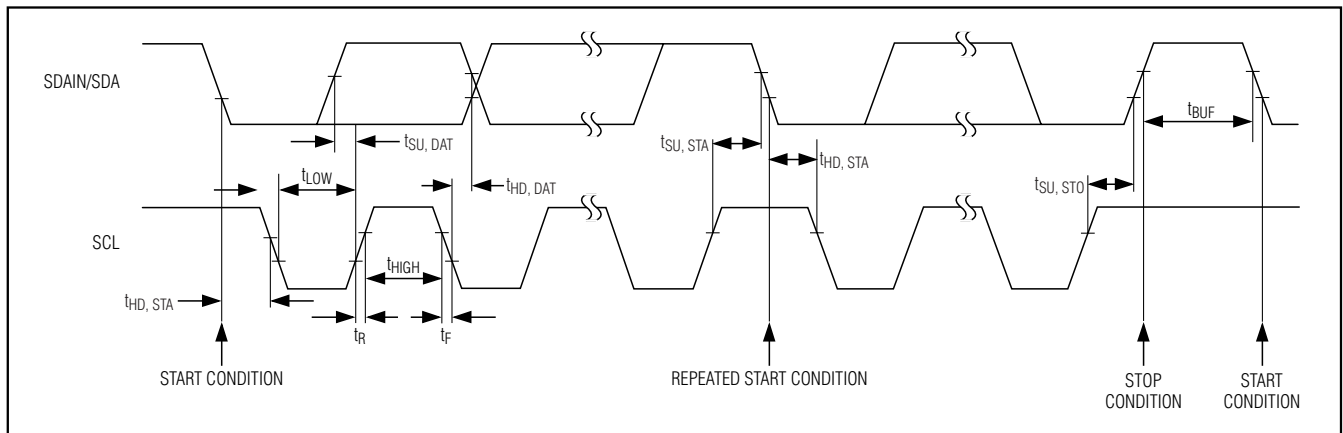 SDAIN/SDA
tSU, DAT
tSU, STA
tBUF
tLOW
tHD, DAT
tHD, STA
tSU, STO
SCL
tHIGH
tHD, STA
tR
tF
START CONDITION
REPEATED START CONDITION
STOP
CONDITION
START
CONDITION